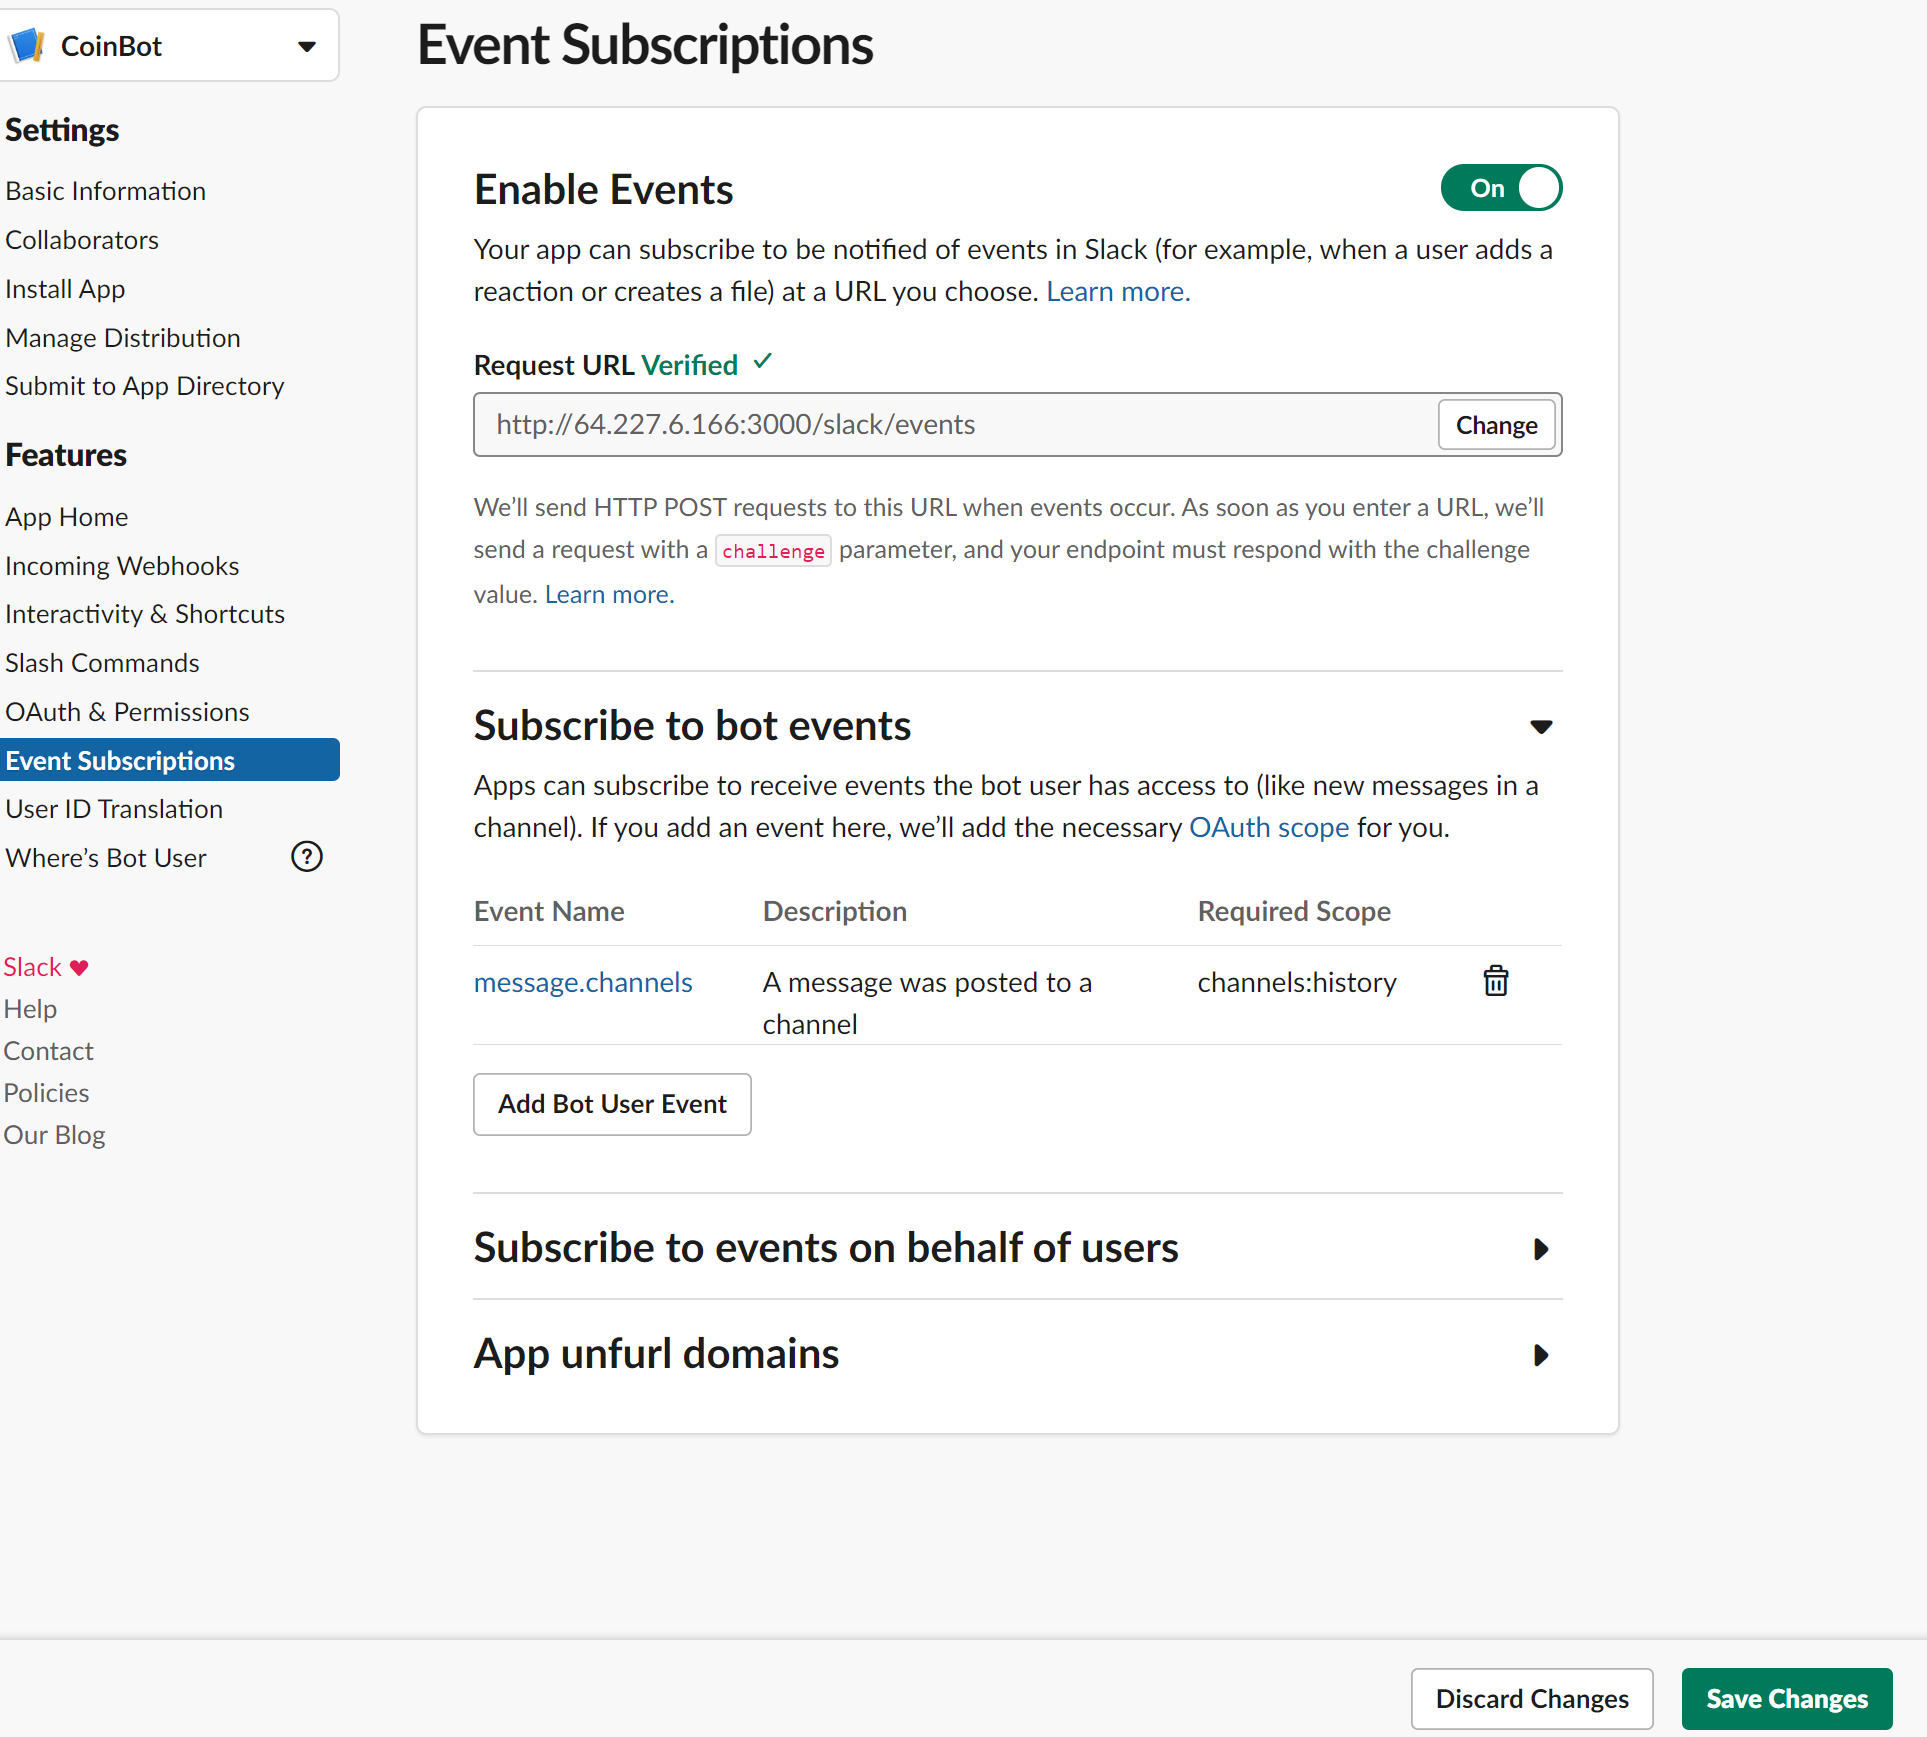 CoinBot
Settings
Basic Information
Collaborators
Install App
Manage Distribution
Submit to App Directory
Features
App Home
Incoming Webhooks
Interactivity & Shortcuts
Slash Commands
OAuth & Permissions
Event Subscriptions
User ID Translation
Where’s Bot User ?
Slack ♥
Help
Contact
Policies
Our Blog
Event Subscriptions
Enable Events On
Your app can subscribe to be notified of events in Slack (for example, when a user adds a
reaction or creates a file) at a URL you choose. Learn more.
Request URL Verified ✓
http://64.227.6.166:3000/slack/events Change
We’ll send HTTP POST requests to this URL when events occur. As soon as you enter a URL, we’ll
send a request with a challenge parameter, and your endpoint must respond with the challenge
value. Learn more.
Subscribe to bot events
Apps can subscribe to receive events the bot user has access to (like new messages in a
channel). If you add an event here, we’ll add the necessary OAuth scope for you.
Event Name Description Required Scope
message.channels A message was posted to a channels:history
channel
Add Bot User Event
Subscribe to events on behalf of users
App unfurl domains
Discard Changes Save Changes